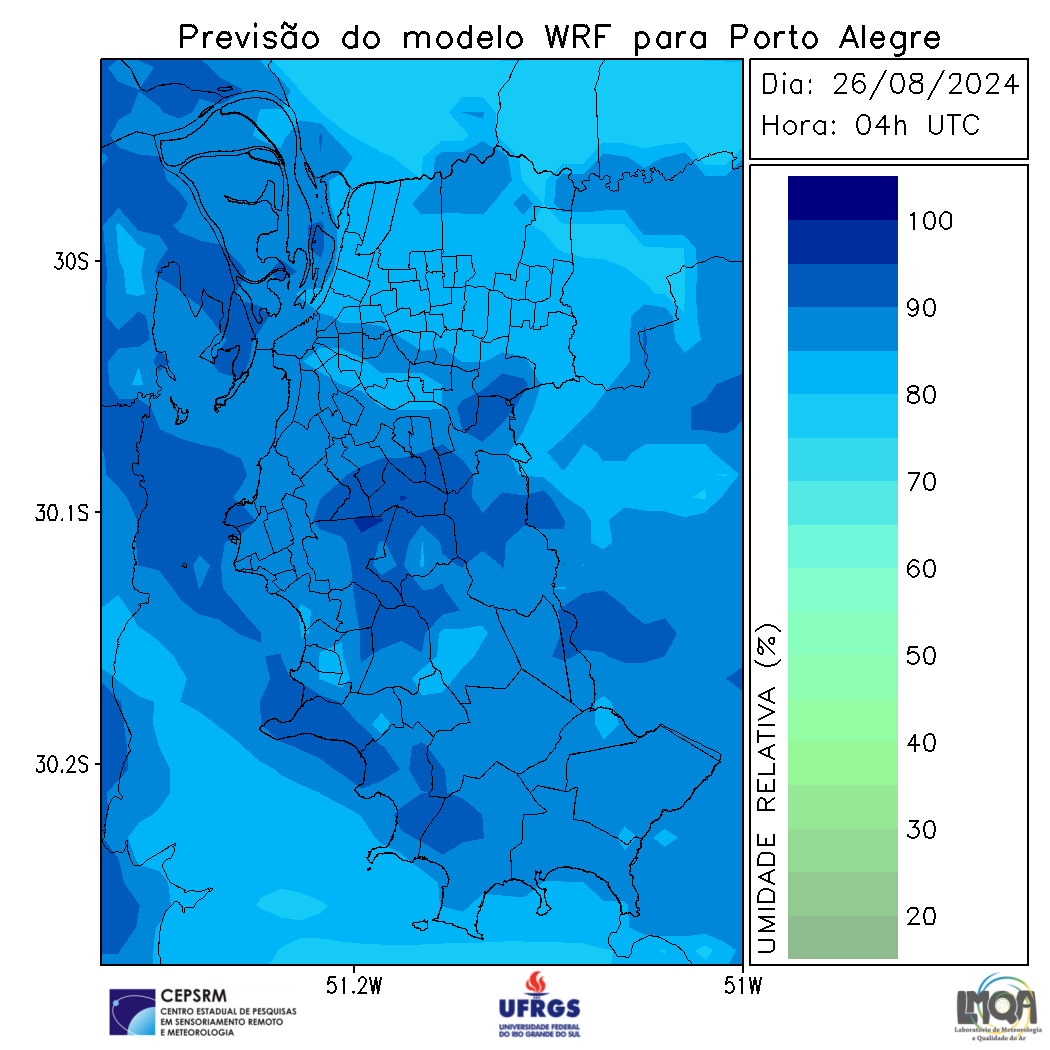 Previsão do modelo WRF para Porto Alegre
Dia: 26/08/2024
Hora: 04h UTC
100
90
80
70
60
50
40
30
20
UMIDADE RELATIVA (%)
30S
30.1S
30.2S
51.2W
51W
CEPSRM
CENTRO ESTADUAL DE PESQUISAS
EM SENSORIAMENTO REMOTO
E METEOROLOGIA
UFRGS
UNIVERSIDADE FEDERAL
DO RIO GRANDE DO SUL
LMQA
Laboratório de Meteorologia
e Qualidade do Ar